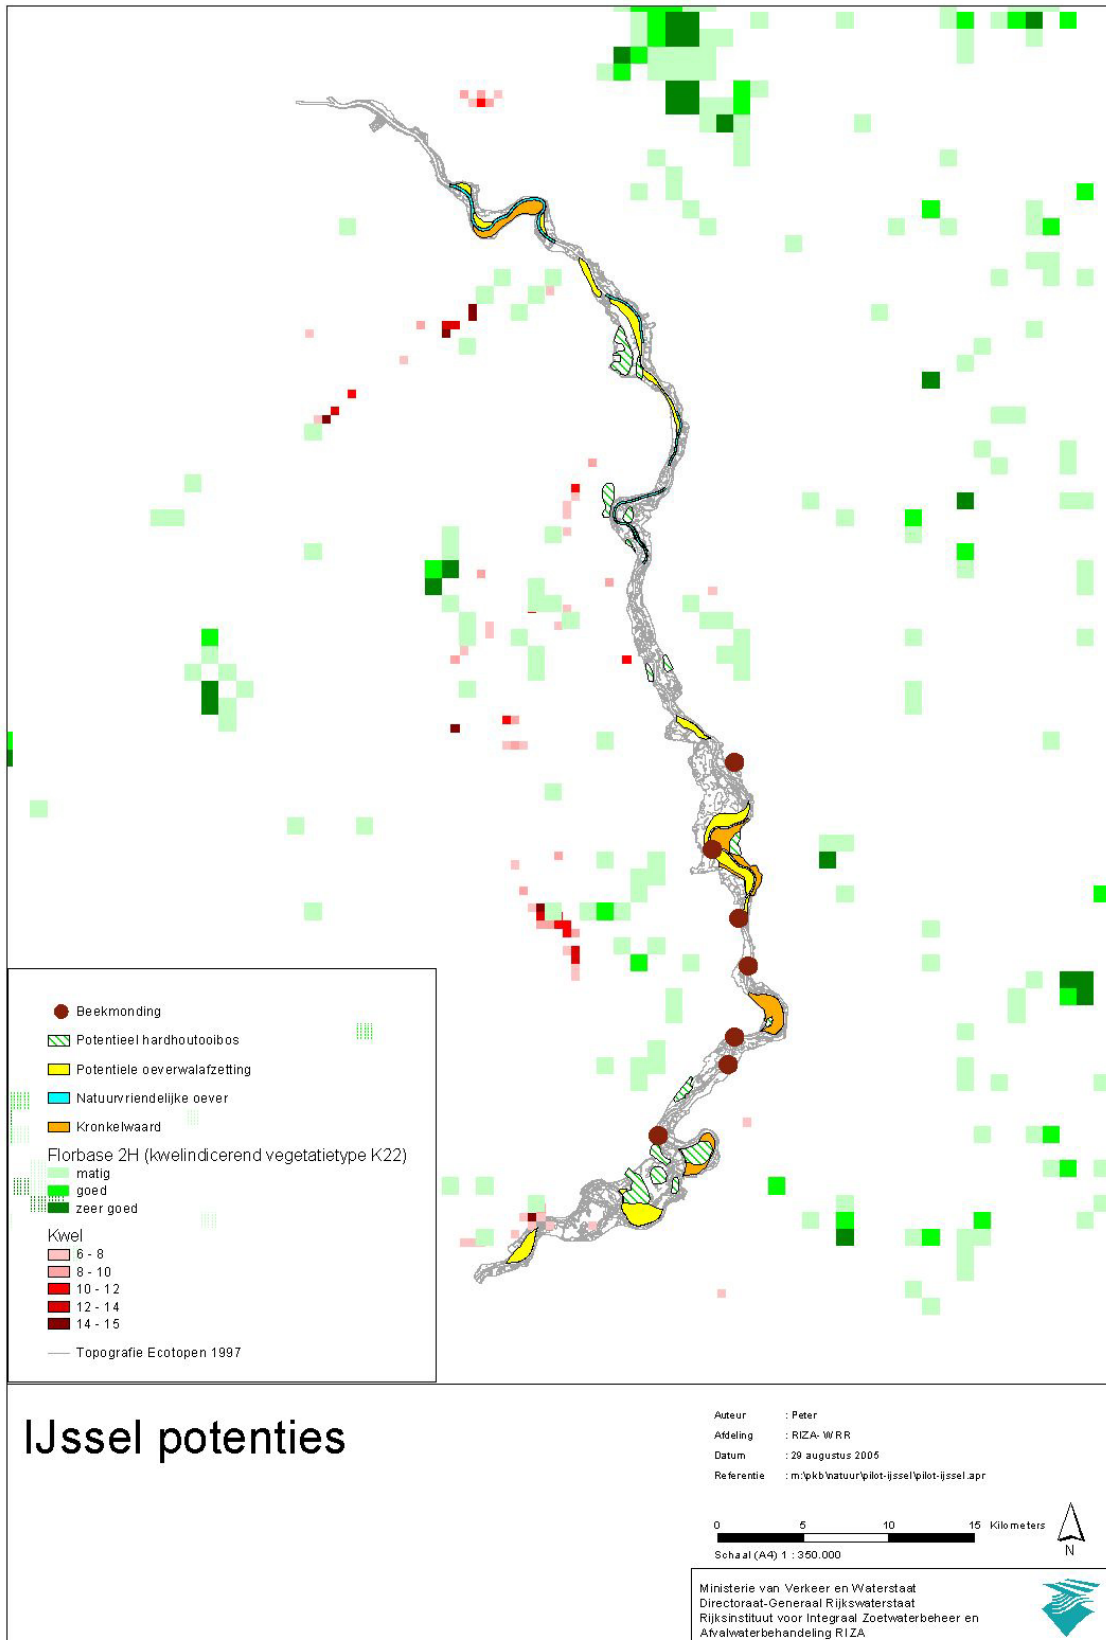 Beekmonding
Potentieel hardhoutooibos
Potentiele oeverwalafzetting
Natuurvriendelijke oever
Kronkelwaard
Florbase 2H (kwelindicerend vegetatietype K22)
matig
goed
zeer goed
Kwel
6 - 8
8 - 10
10 - 12
12 - 14
14 - 15
Topografie Ecotopen 1997
IJssel potenties
Auteur : Peter
Afdeling : RIZA- WRR
Datum : 29 augustus 2005
Referentie : m:\pkb\natuur\pilot-ijssel\pilot-ijssel.apr
0 5 10 15 Kilometers
Schaal (A4) 1 : 350.000
N
Ministerie van Verkeer en Waterstaat
Directoraat-Generaal Rijkswaterstaat
Rijksinstituut voor Integraal Zoetwaterbeheer en
Afvalwaterbehandeling RIZA